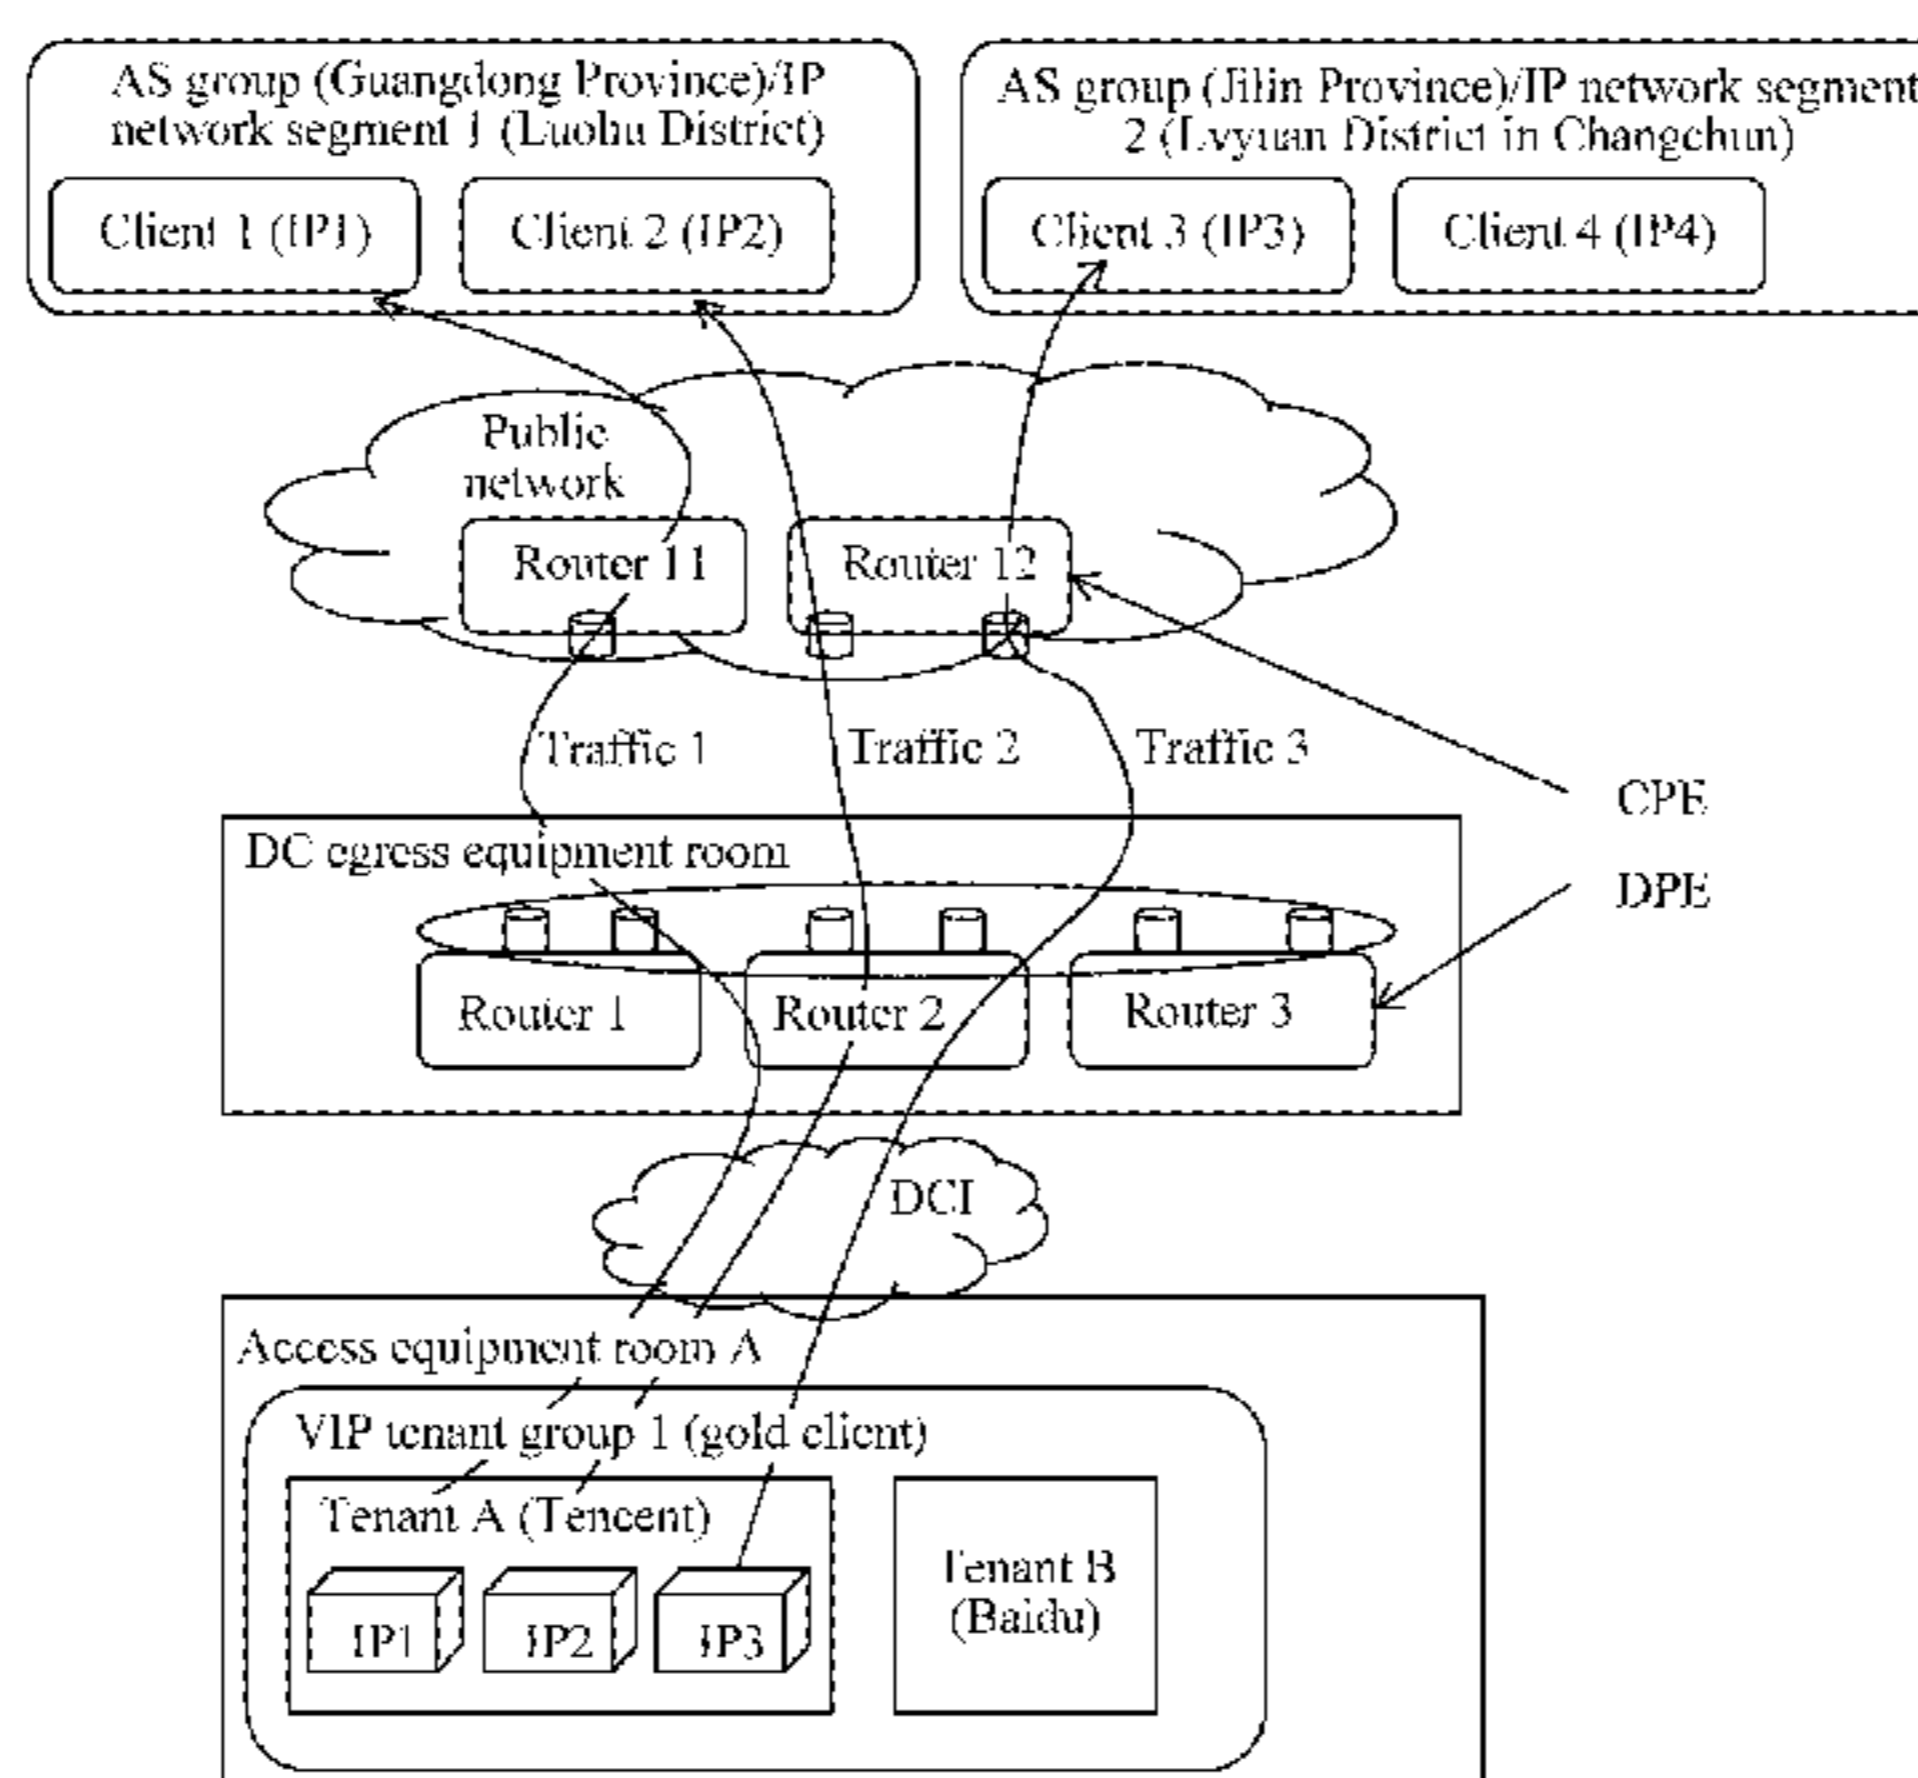 AS group (Guangdong Province)/IP
network segment 1 (Luohu District)
AS group (Jilin Province)/IP network segment
2 (Lvyuan District in Changchun)
Client 1 (IP1)
Client 2 (IP2)
Client 3 (IP3)
Client 4 (IP4)
Public
network
Router 11
Router 12
Traffic 1
Traffic 2
Traffic 3
CPE
DC egress equipment room
DPE
Router 1
Router 2
Router 3
DCI
Access equipment room A
VIP tenant group 1 (gold client)
Tenant A (Tencent)
IP1
IP2
IP3
Tenant B
(Baidu)